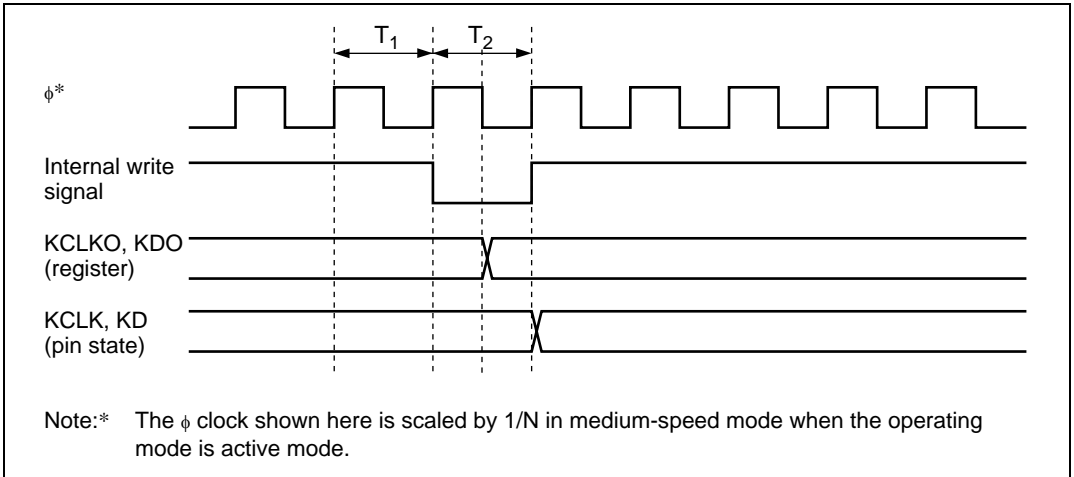 T1 T2
ϕ*
Internal write
signal
KCLKO, KDO
(register)
KCLK, KD
(pin state)
Note:* The ϕ clock shown here is scaled by 1/N in medium-speed mode when the operating
mode is active mode.